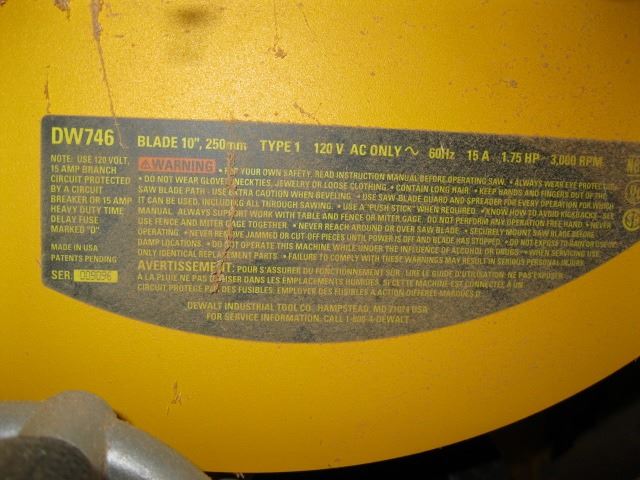 DW746 BLADE 10", 250mm TYPE 1 120 V AC ONLY ~ 60Hz 15 A 1.75 HP 3,000 RPM
NOTE: USE 120 VOLT,
15 AMP BRANCH
CIRCUIT PROTECTED
BY A CIRCUIT
BREAKER OR 15 AMP
HEAVY DUTY TIME
DELAY FUSE
MARKED "D".
MADE IN USA
PATENTS PENDING
SER. 005096
WARNING • FOR YOUR OWN SAFETY, READ INSTRUCTION MANUAL BEFORE OPERATING SAW. • ALWAYS WEAR EYE PROTECTION.
• DO NOT WEAR GLOVES, NECKTIES, JEWELRY OR LOOSE CLOTHING. • CONTAIN LONG HAIR. • KEEP HANDS AND FINGERS OUT OF THE
SAW BLADE PATH. • USE EXTRA CAUTION WHEN BEVELING. • USE SAW-BLADE GUARD AND SPREADER FOR EVERY OPERATION FOR WHICH
IT CAN BE USED, INCLUDING ALL THROUGH SAWING. • USE A "PUSH STICK" WHEN REQUIRED. • KNOW HOW TO AVOID KICKBACKS - SEE
MANUAL. ALWAYS SUPPORT WORK WITH TABLE AND FENCE OR MITER GAGE. DO NOT PERFORM ANY OPERATION FREE HAND. • NEVER
USE FENCE AND MITER GAGE TOGETHER. • NEVER REACH AROUND OR OVER SAW BLADE. • SECURELY MOUNT SAW BEFORE
OPERATING. • NEVER REMOVE JAMMED OR CUT-OFF PIECES UNTIL POWER IS OFF AND BLADE HAS STOPPED. • DO NOT EXPOSE TO RAIN OR USE IN
DAMP LOCATIONS. • DO NOT OPERATE THIS MACHINE WHILE UNDER THE INFLUENCE OF ALCOHOL OR DRUGS. • WHEN SERVICING USE
ONLY IDENTICAL REPLACEMENT PARTS. • FAILURE TO COMPLY WITH THESE WARNINGS MAY RESULT IN SERIOUS PERSONAL INJURY.
AVERTISSEMENT: POUR S'ASSURER DU FONCTIONNEMENT SUR LIRE LE GUIDE D'UTILISATION: NE PAS EXPOSER
A LA PLUIE NE PAS UTILISER DANS LES EMPLACEMENTS HUMIDES. SI CETTE MACHINE EST CONNECTÉE A UN
CIRCUIT PROTEGÉ PAR DES FUSIBLES. EMPLOYER DES FUSIBLES A ACTION DIFFEREE MARQUES D
DEWALT INDUSTRIAL TOOL CO., HAMPSTEAD, MD 21074 USA
FOR SERVICE INFORMATION, CALL 1-800-4-DEWALT